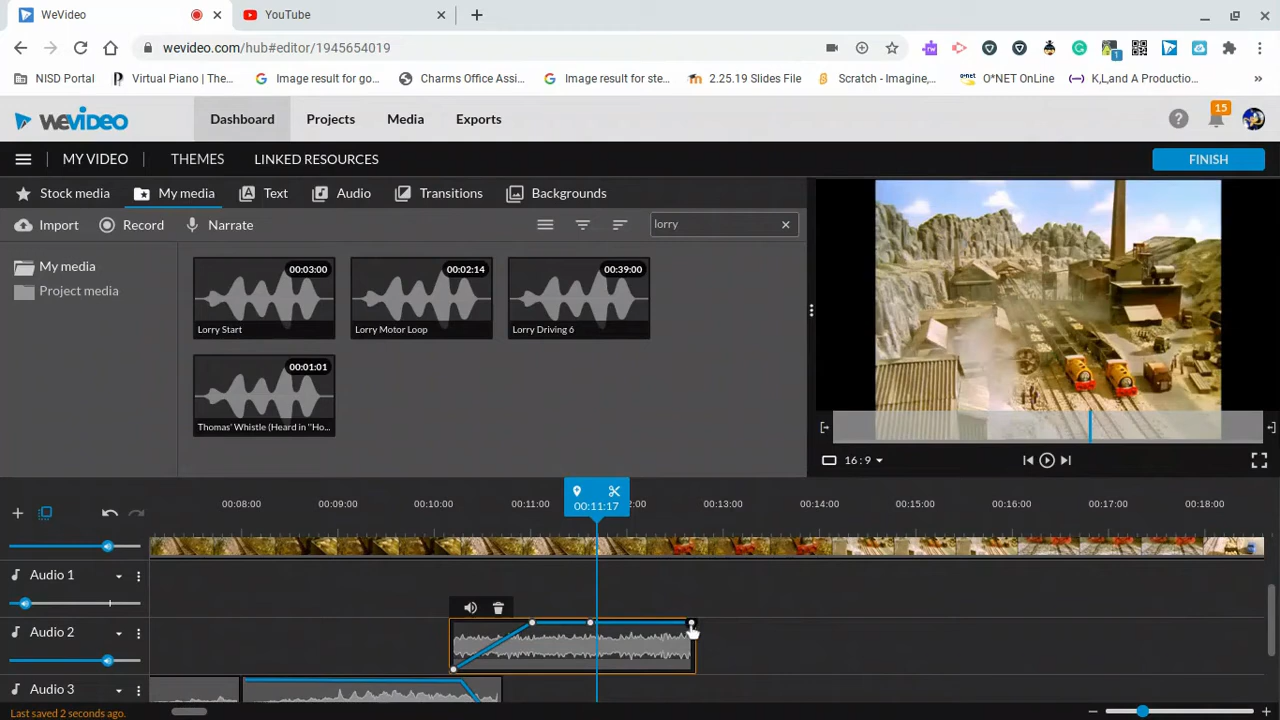 WeVideo
YouTube
wevideo.com/hub#editor/1945654019
NISD Portal
Virtual Piano | The...
Image result for go...
Charms Office Assi...
Image result for ste...
2.25.19 Slides File
Scratch - Imagine,...
O*NET OnLine
K,Land A Productio...
»
1
wevideo
Dashboard
Projects
Media
Exports
15
MY VIDEO
THEMES
LINKED RESOURCES
FINISH
Stock media
My media
Text
Audio
Transitions
Backgrounds
Import
Record
Narrate
lorry
My media
Project media
00:03:00
Lorry Start
00:02:14
Lorry Motor Loop
00:39:00
Lorry Driving 6
00:01:01
Thomas' Whistle (Heard in "Ho...
16:9
00:08:00
00:09:00
00:10:00
00:11:00
00:11:17
2:00
00:13:00
00:14:00
00:15:00
00:16:00
00:17:00
00:18:00
Audio 1
Audio 2
Audio 3
Last saved 2 seconds ago.